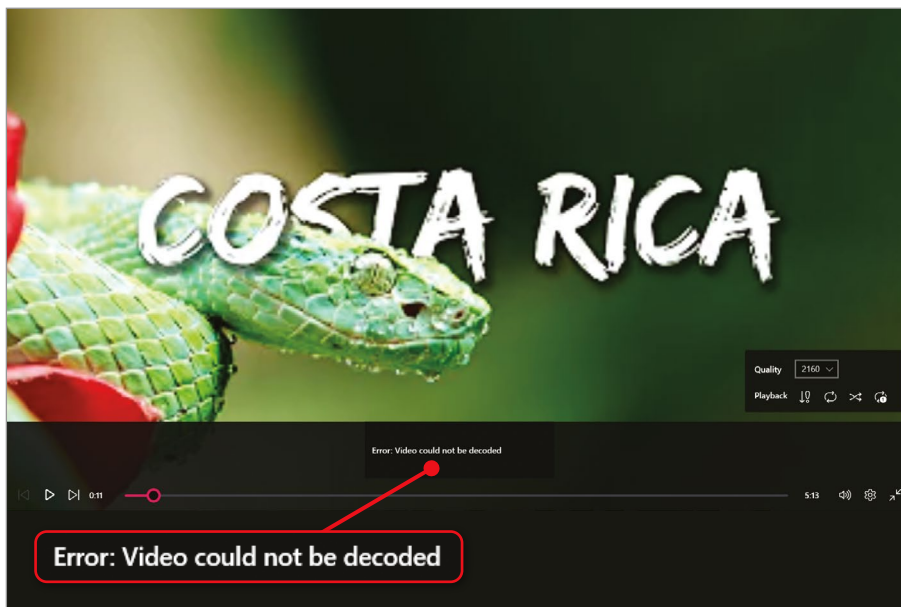 COSTA RICA
Quality 2160
Playback
Error: Video could not be decoded
0:11 5:13
Error: Video could not be decoded